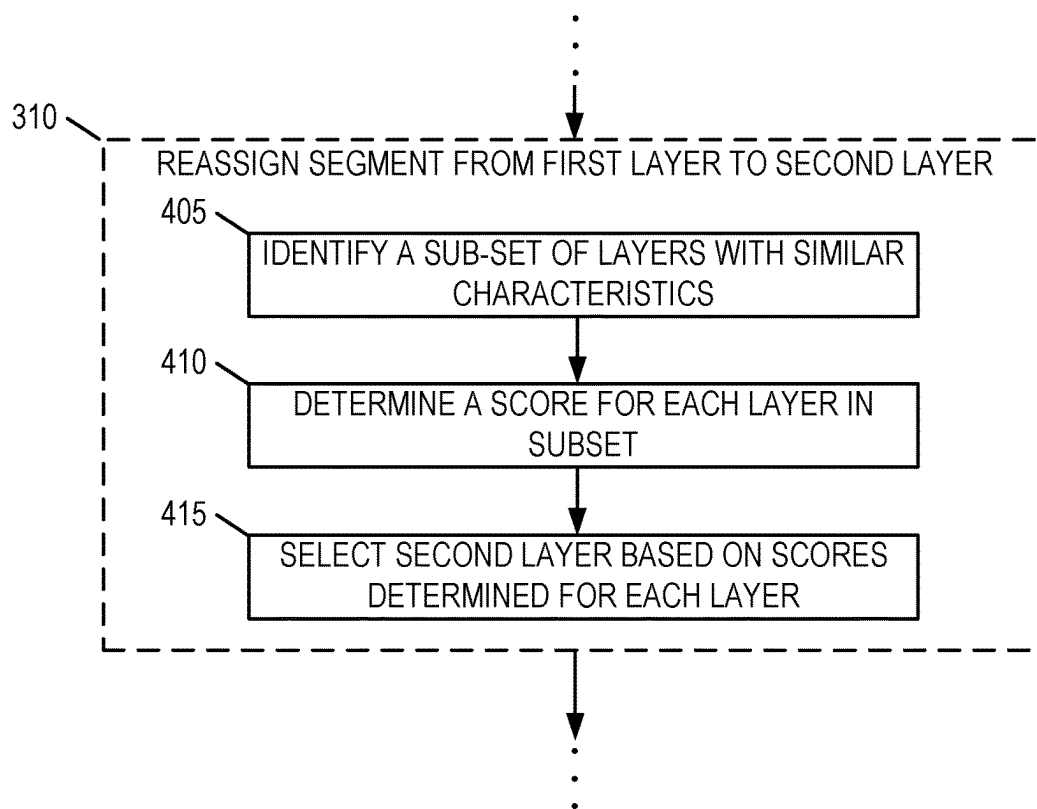 310
REASSIGN SEGMENT FROM FIRST LAYER TO SECOND LAYER
405
IDENTIFY A SUB-SET OF LAYERS WITH SIMILAR
CHARACTERISTICS
410
DETERMINE A SCORE FOR EACH LAYER IN
SUBSET
415
SELECT SECOND LAYER BASED ON SCORES
DETERMINED FOR EACH LAYER